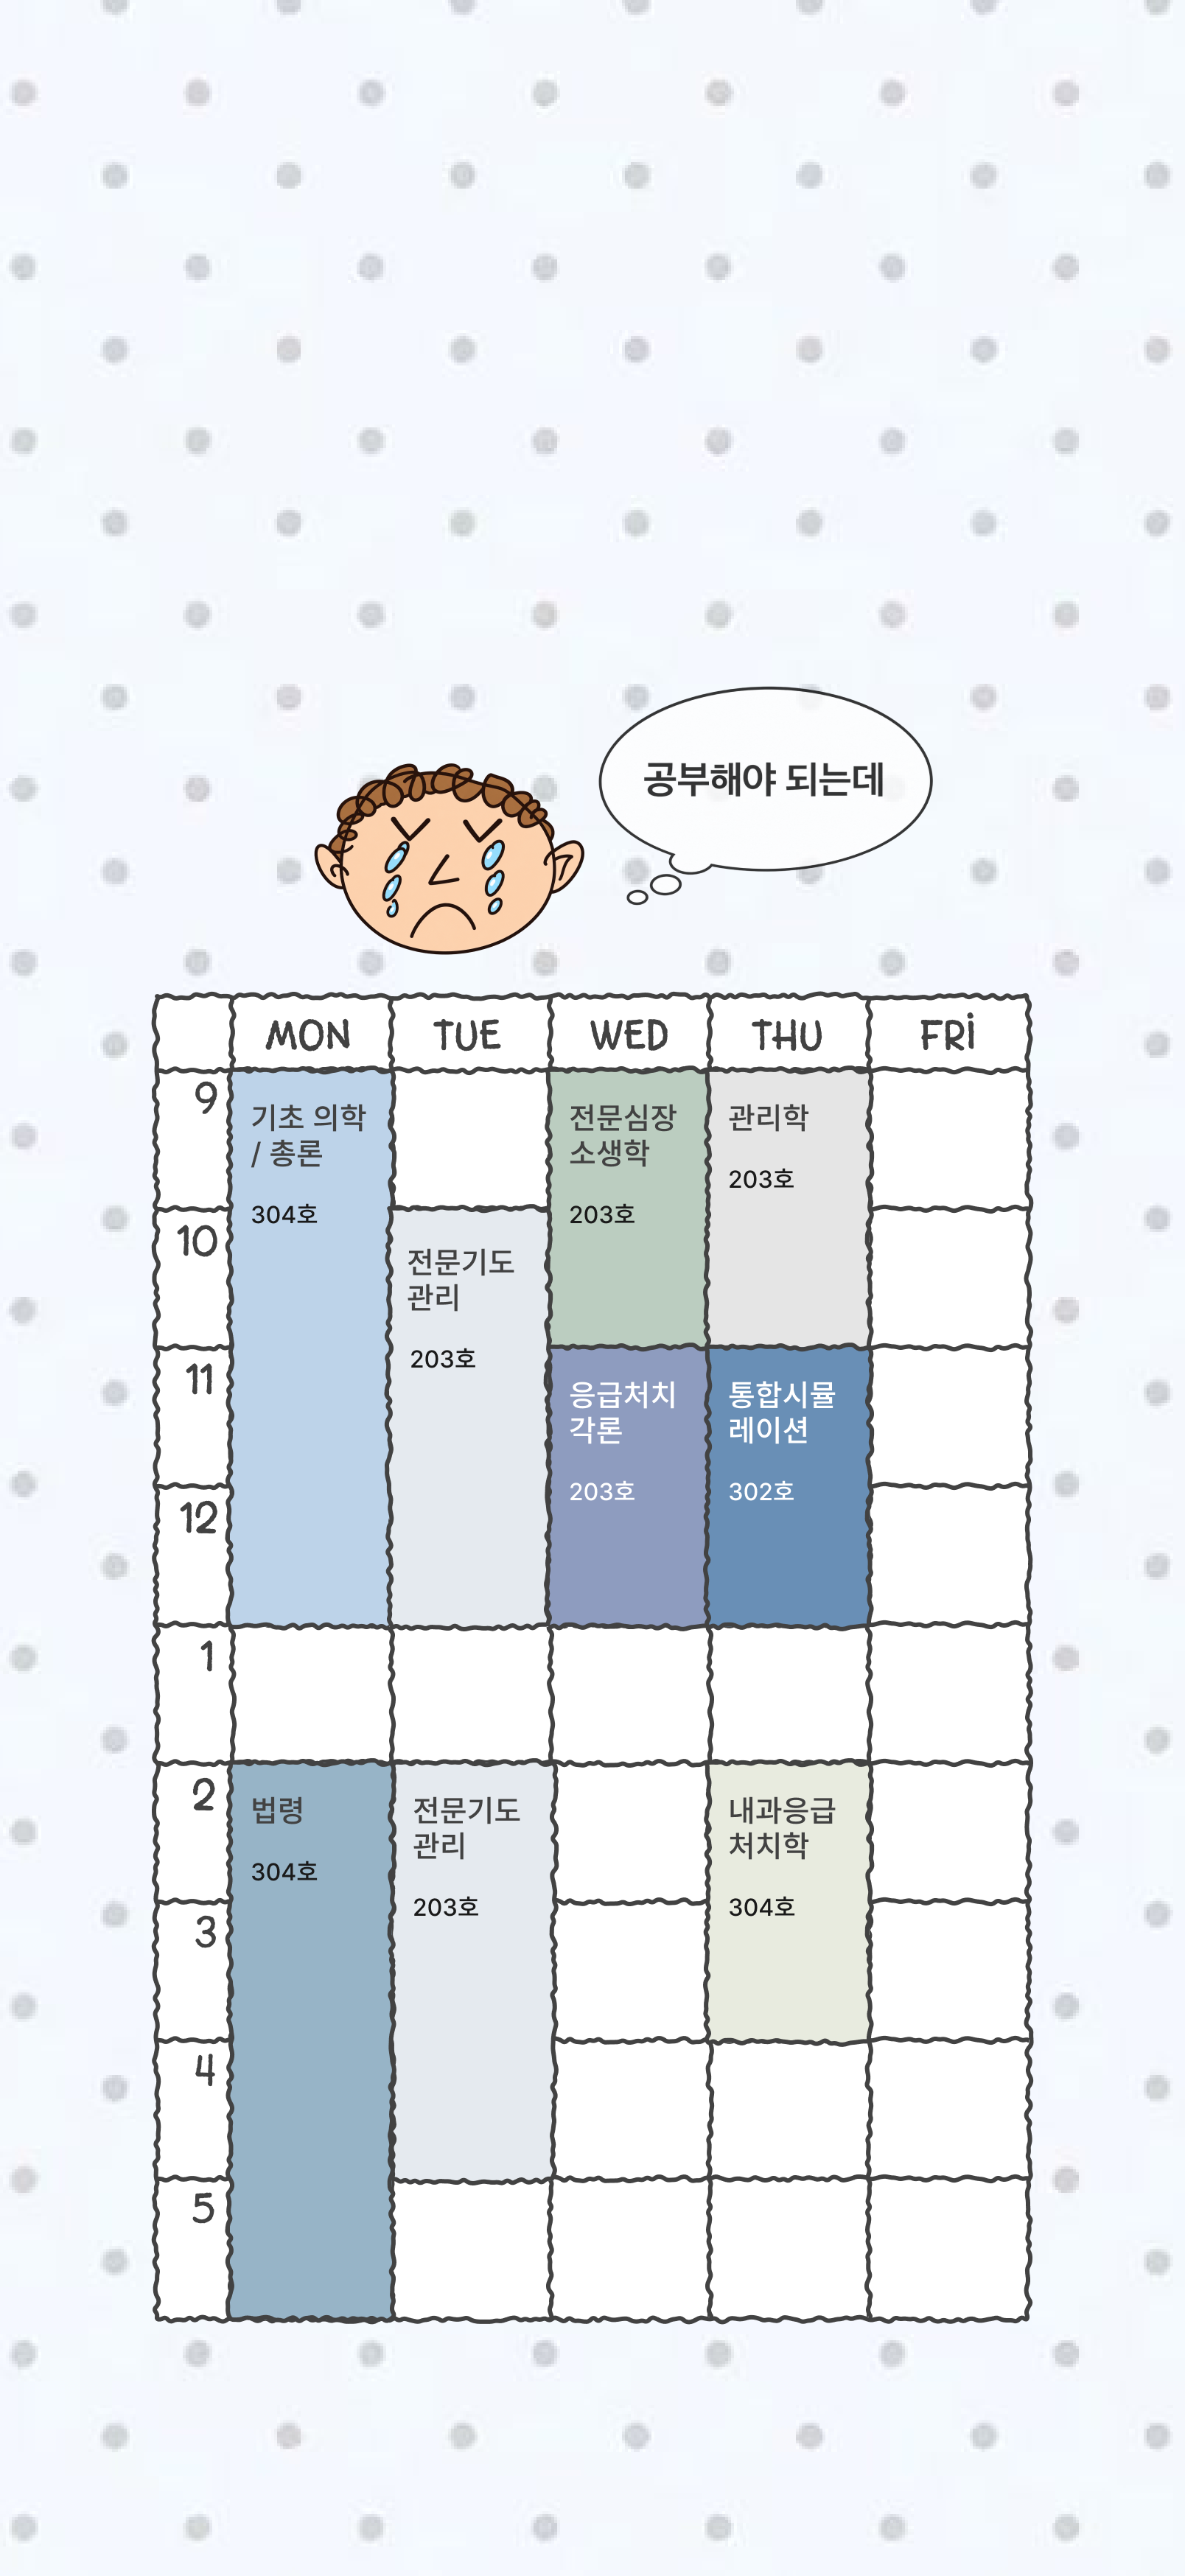 공부해야 되는데
MON TUE WED THU FRI
9
기초 의학
/ 총론
304호
전문심장
소생학
203호
관리학
203호
10
전문기도
관리
203호
11
응급처치
각론
203호
통합시뮬
레이션
302호
12
1
2
법령
304호
전문기도
관리
203호
내과응급
처치학
304호
3
4
5